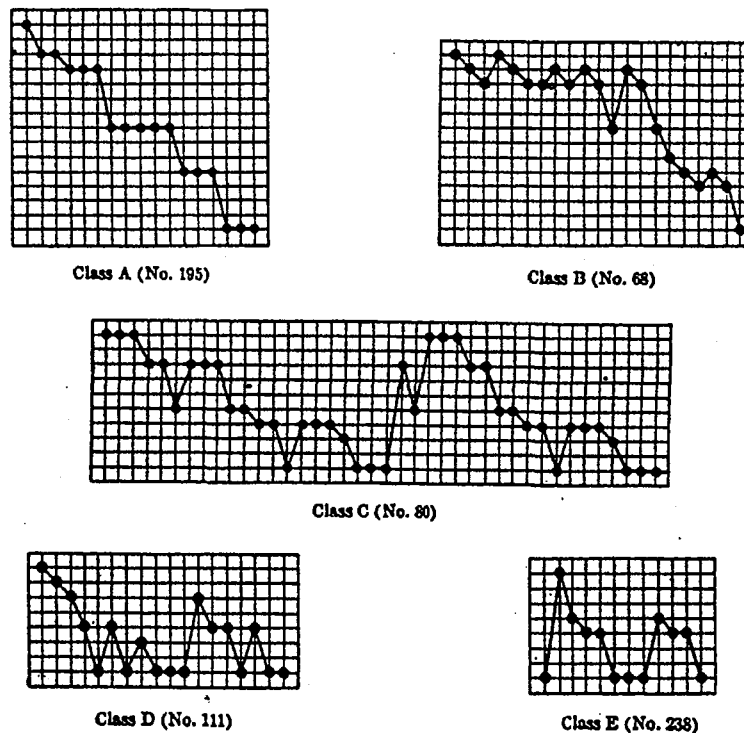 Class A (No. 195)
Class B (No. 68)
Class C (No. 80)
Class D (No. 111)
Class E (No. 238)